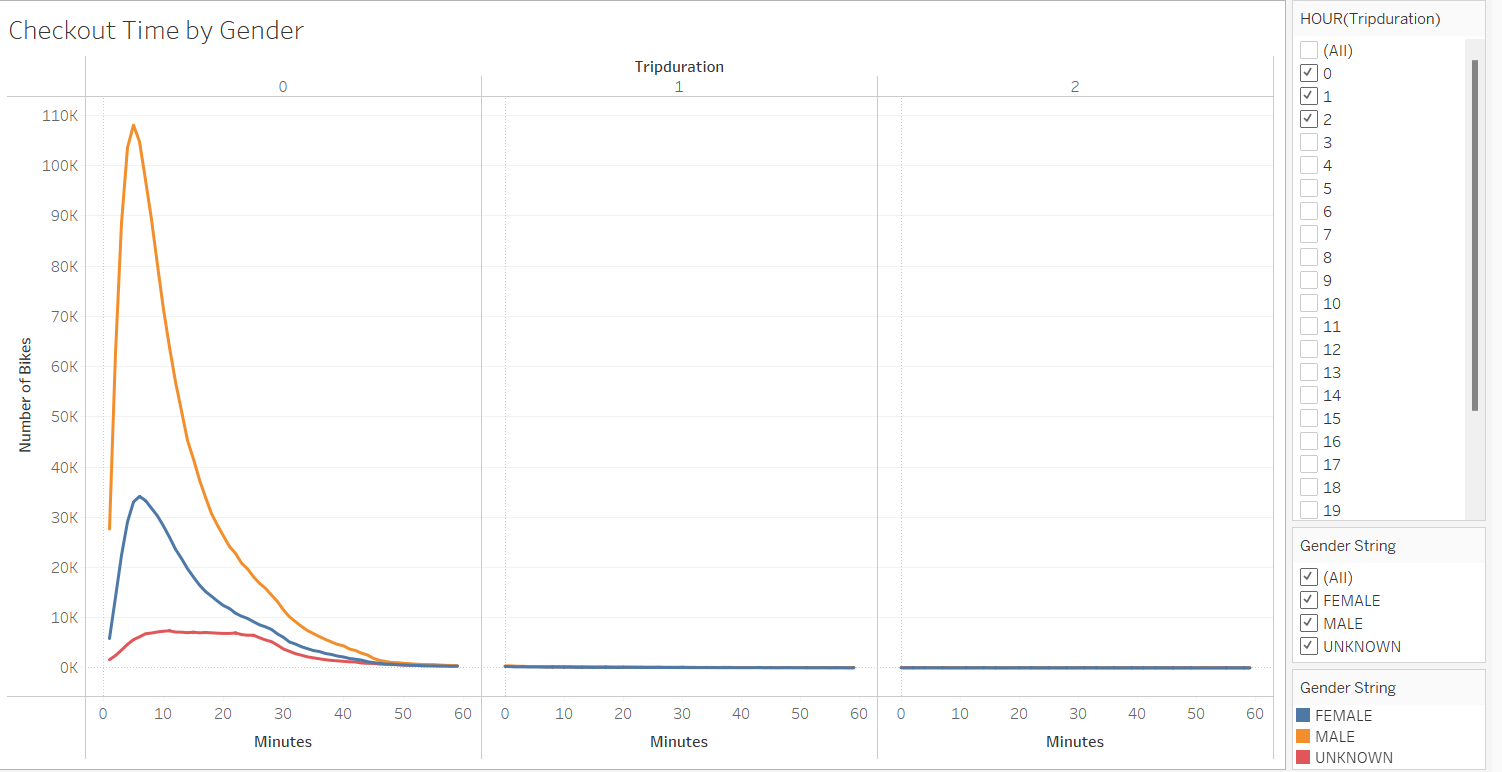 Checkout Time by Gender
Tripduration
0 1 2
110K
100K
90K
80K
70K
60K
50K
40K
30K
20K
10K
0K
Number of Bikes
0 10 20 30 40 50 60 0 10 20 30 40 50 60 0 10 20 30 40 50 60
Minutes Minutes Minutes
HOUR(Tripduration)
(All)
0
1
2
3
4
5
6
7
8
9
10
11
12
13
14
15
16
17
18
19
Gender String
(All)
FEMALE
MALE
UNKNOWN
Gender String
FEMALE
MALE
UNKNOWN